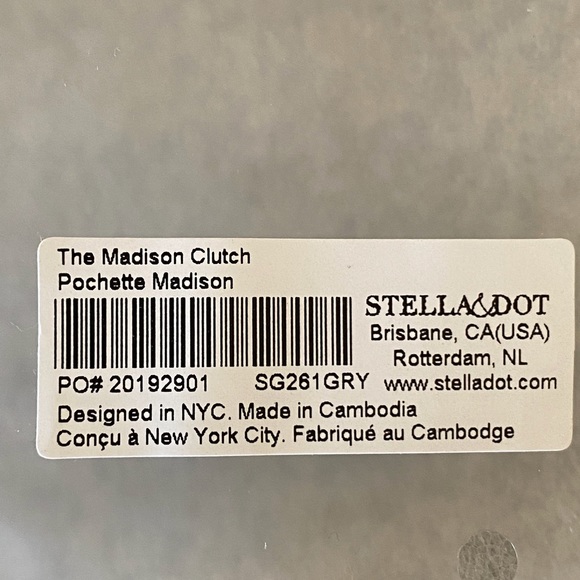 The Madison Clutch
Pochette Madison
STELLA&DOT
Brisbane, CA(USA)
Rotterdam, NL
PO# 20192901 SG261GRY www.stelladot.com
Designed in NYC. Made in Cambodia
Conçu à New York City. Fabriqué au Cambodge